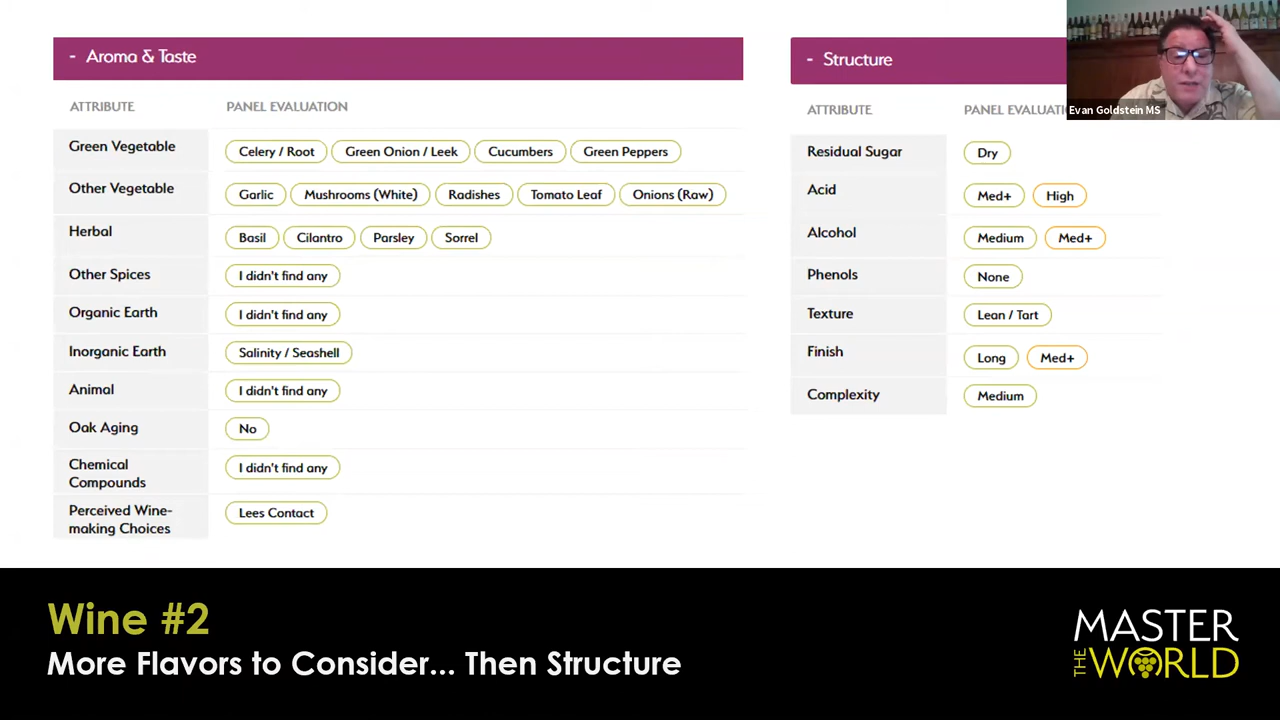 - Aroma & Taste
ATTRIBUTE PANEL EVALUATION
Green Vegetable Celery / Root Green Onion / Leek Cucumbers Green Peppers
Other Vegetable Garlic Mushrooms (White) Radishes Tomato Leaf Onions (Raw)
Herbal Basil Cilantro Parsley Sorrel
Other Spices I didn't find any
Organic Earth I didn't find any
Inorganic Earth Salinity / Seashell
Animal I didn't find any
Oak Aging No
Chemical
Compounds I didn't find any
Perceived Wine-
making Choices Lees Contact
- Structure
ATTRIBUTE PANEL EVALUATIO
Residual Sugar Dry
Acid Med+ High
Alcohol Medium Med+
Phenols None
Texture Lean / Tart
Finish Long Med+
Complexity Medium
Evan Goldstein MS
Wine #2
More Flavors to Consider... Then Structure
MASTER
THE WORLD